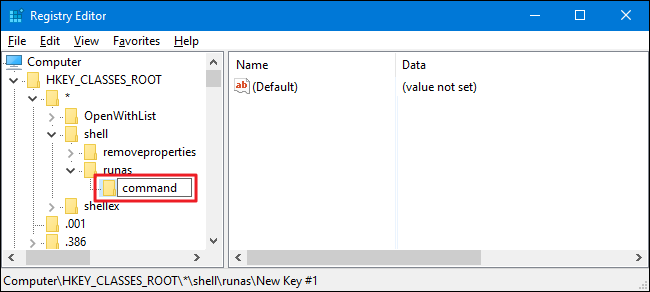 Registry Editor
File Edit View Favorites Help
Computer
HKEY_CLASSES_ROOT
*
OpenWithList
shell
removeproperties
runas
command
shellex
.001
.386
Name Data
ab (Default) (value not set)
Computer\HKEY_CLASSES_ROOT\*\shell\runas\New Key #1